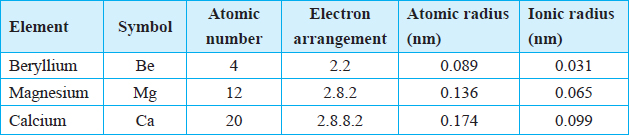 Element Symbol Atomic number Electron arrangement Atomic radius (nm) Ionic radius (nm)
Beryllium Be 4 2.2 0.089 0.031
Magnesium Mg 12 2.8.2 0.136 0.065
Calcium Ca 20 2.8.8.2 0.174 0.099